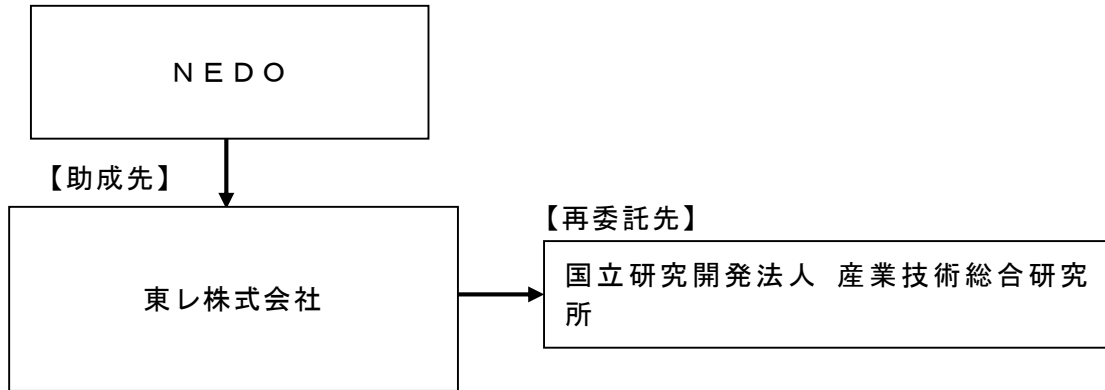 ＮＥＤＯ
【助成先】
東レ株式会社
【再委託先】
国立研究開発法人 産業技術総合研究
所